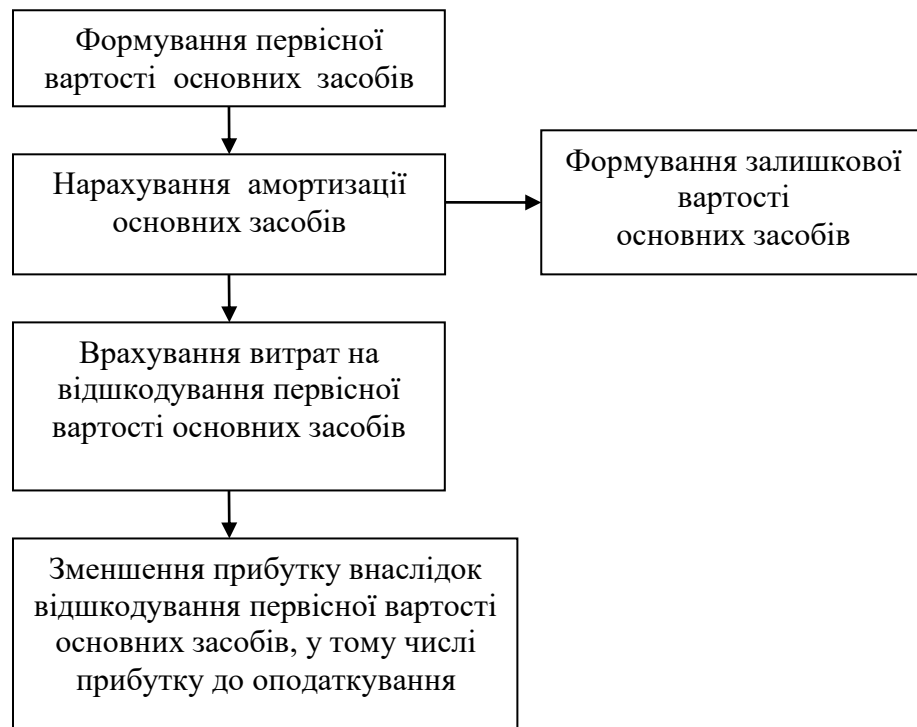 Формування первісної
вартості основних засобів
Нарахування амортизації
основних засобів
Формування залишкової
вартості
основних засобів
Врахування витрат на
відшкодування первісної
вартості основних засобів
Зменшення прибутку внаслідок
відшкодування первісної вартості
основних засобів, у тому числі
прибутку до оподаткування